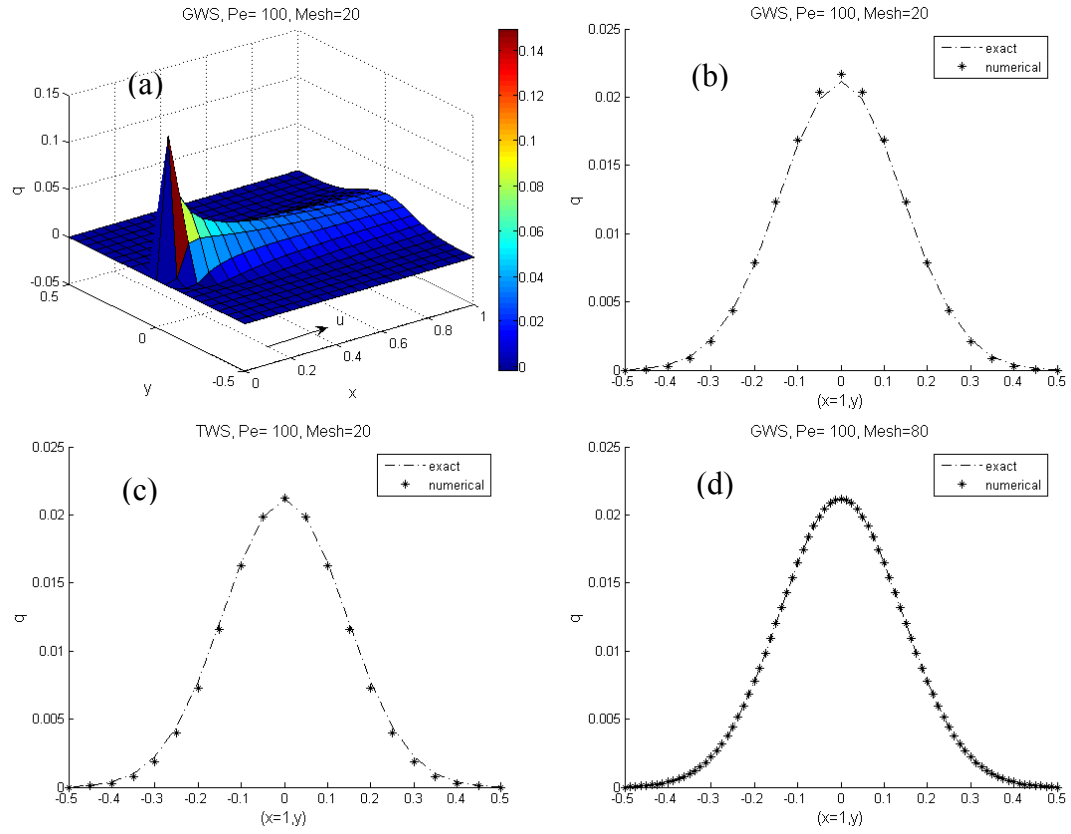 GWS, Pe= 100, Mesh=20
(a)
0.15
0.1
0.05
0
-0.05
q
0.5
0
-0.5
y
0
0.2
0.4
0.6
0.8
1
x
u
0.14
0.12
0.1
0.08
0.06
0.04
0.02
0
GWS, Pe= 100, Mesh=20
(b)
exact
numerical
0.025
0.02
0.015
0.01
0.005
0
q
-0.5 -0.4 -0.3 -0.2 -0.1 0 0.1 0.2 0.3 0.4 0.5
(x=1,y)
TWS, Pe= 100, Mesh=20
(c)
exact
numerical
0.025
0.02
0.015
0.01
0.005
0
q
-0.5 -0.4 -0.3 -0.2 -0.1 0 0.1 0.2 0.3 0.4 0.5
(x=1,y)
GWS, Pe= 100, Mesh=80
(d)
exact
numerical
0.025
0.02
0.015
0.01
0.005
0
q
-0.5 -0.4 -0.3 -0.2 -0.1 0 0.1 0.2 0.3 0.4 0.5
(x=1,y)